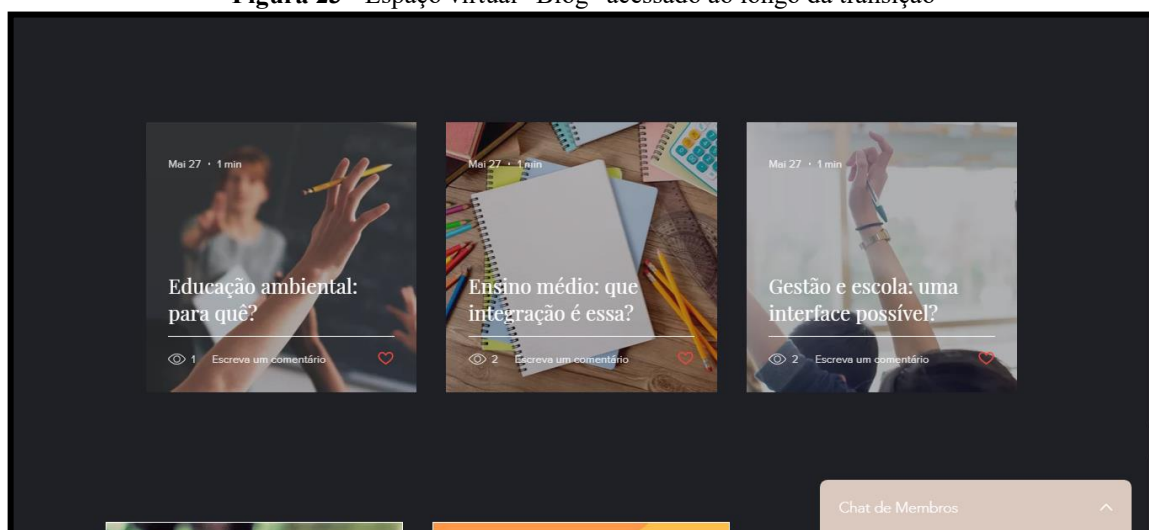 Figura 23 - Espaço virtual "Blog" acessado ao longo da transição
Mai 27 · 1 min
Educação ambiental:
para quê?
1 Escreva um comentário
Mai 27 · 1 min
Ensino médio: que
integração é essa?
2 Escreva um comentário
Mai 27 · 1 min
Gestão e escola: uma
interface possível?
2 Escreva um comentário
Chat de Membros